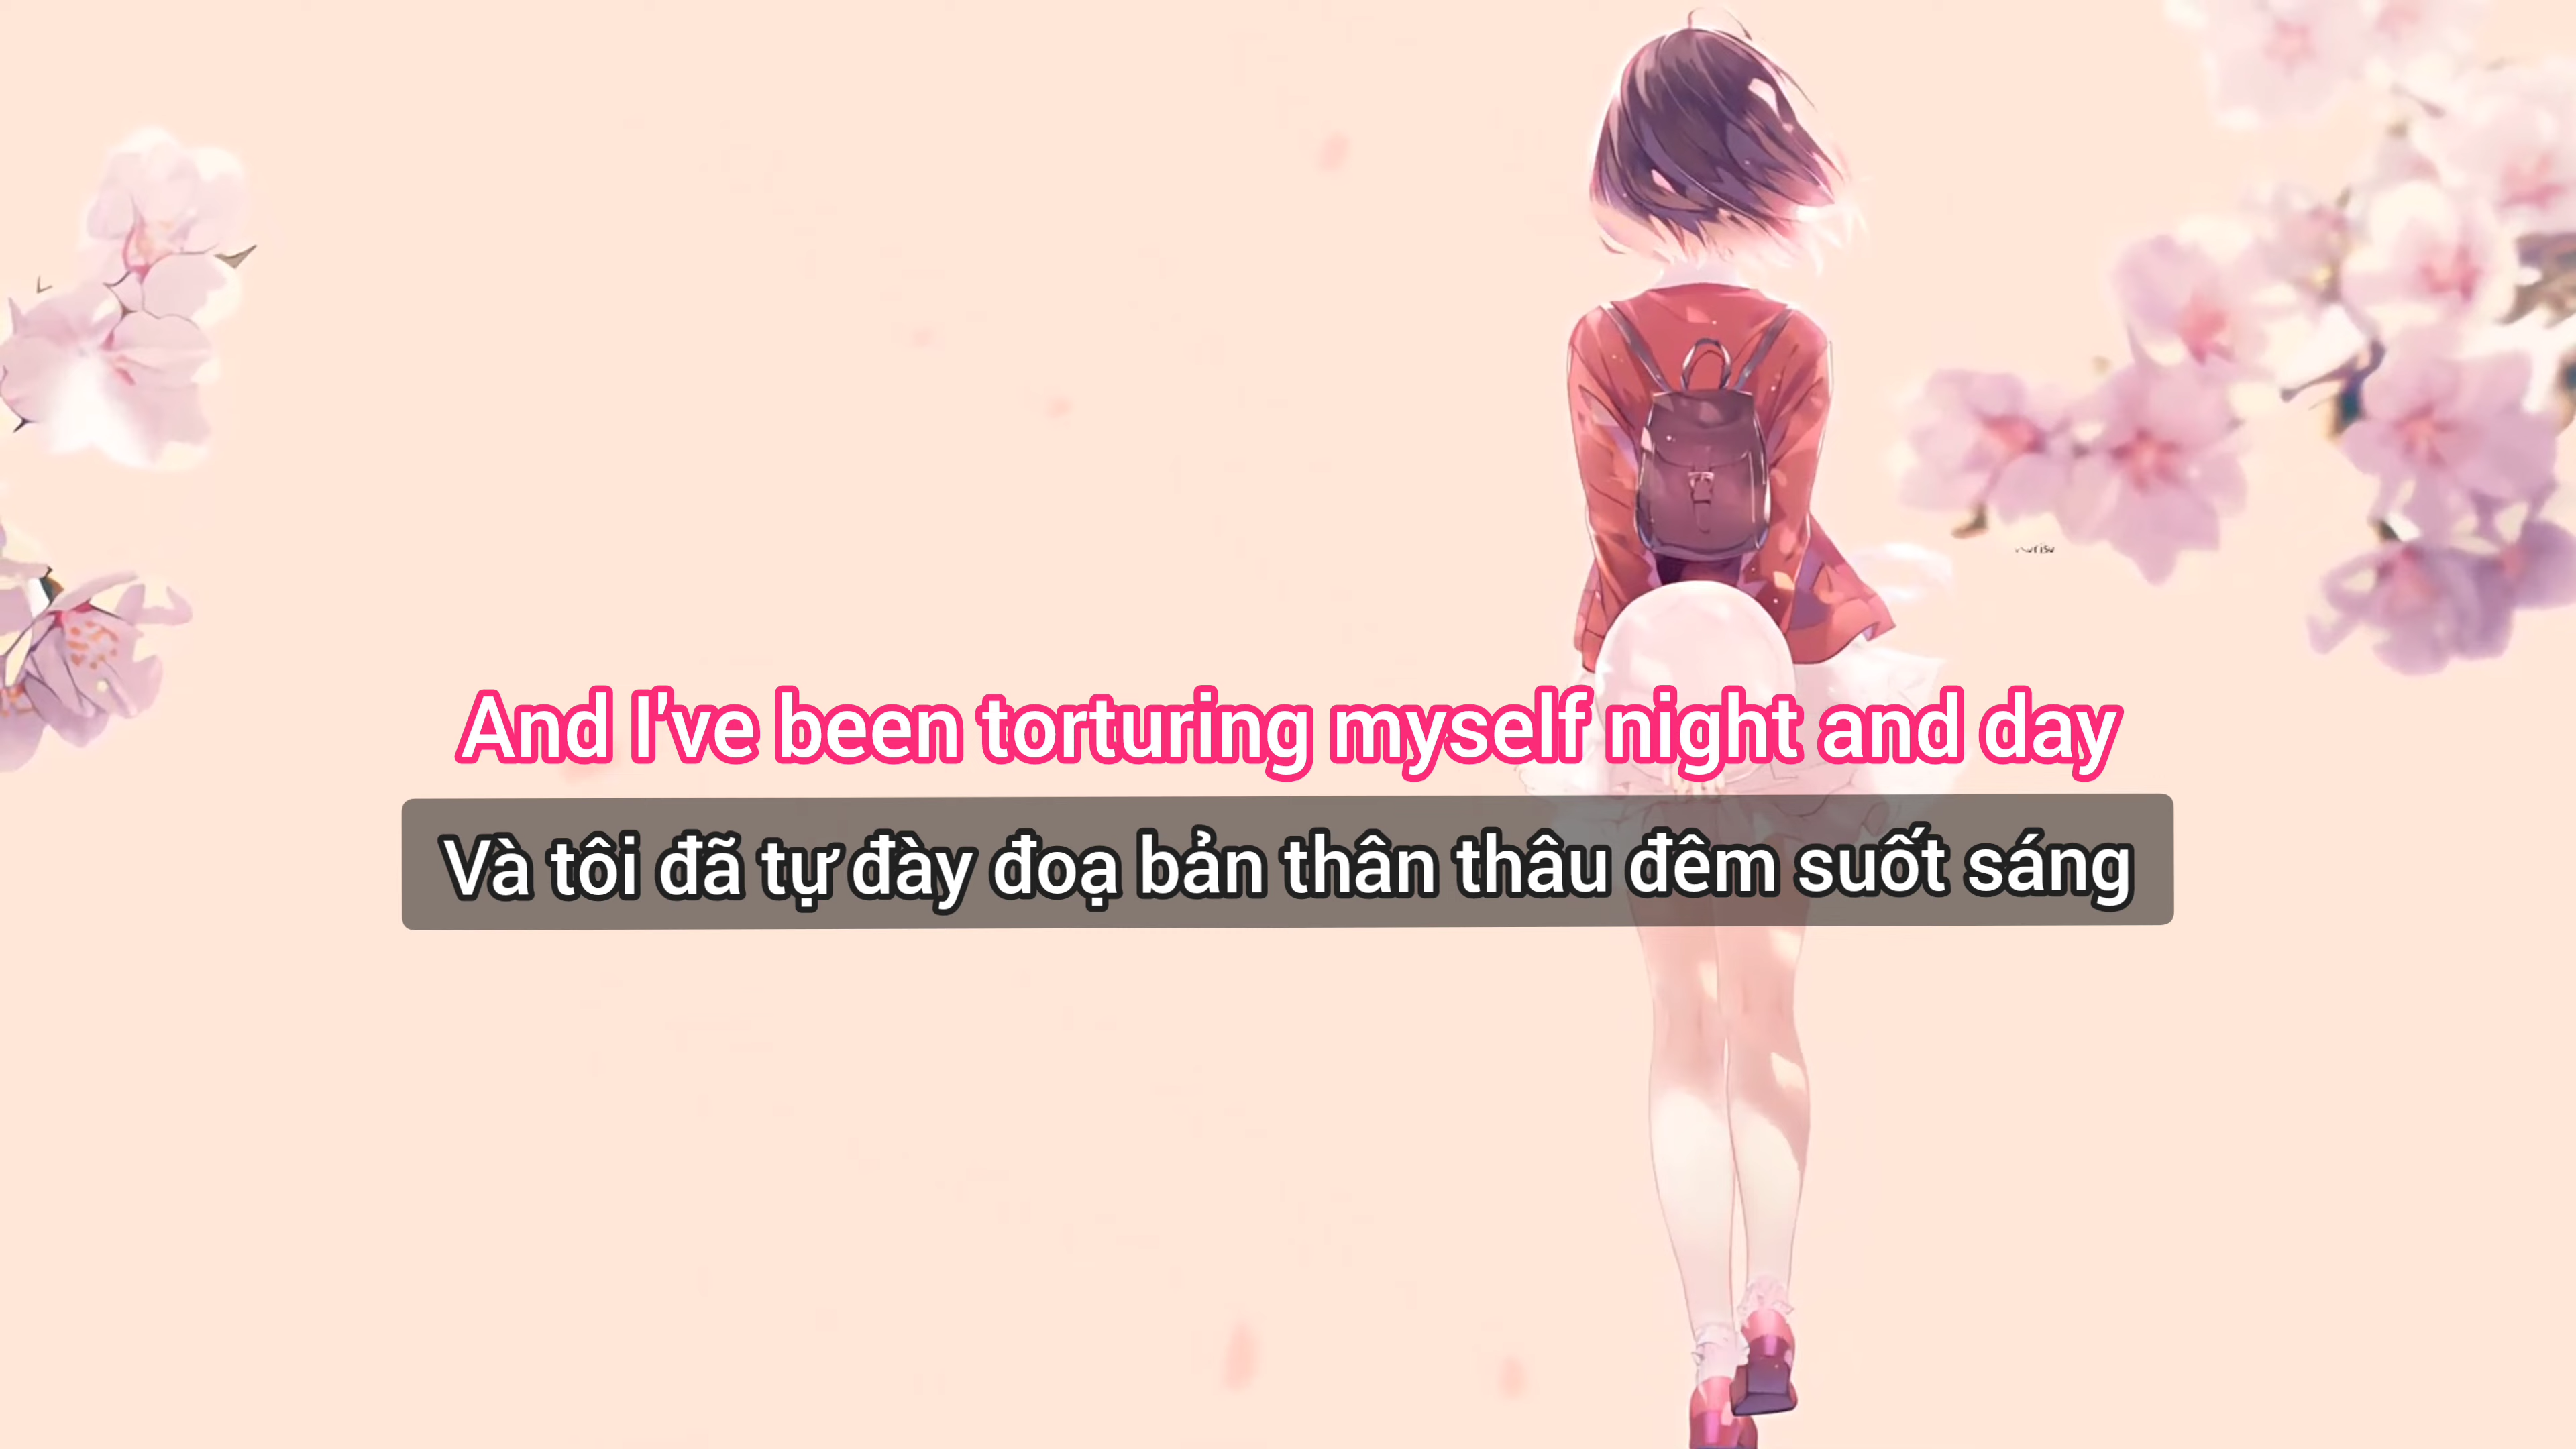 And I've been torturing myself night and day
Và tôi đã tự đày đoạ bản thân thâu đêm suốt sáng